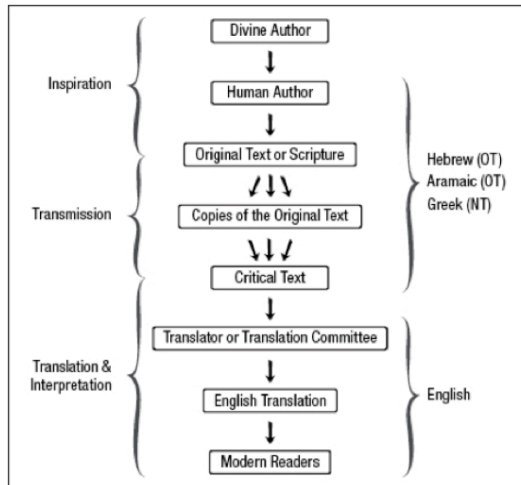 Divine Author
Inspiration
Human Author
Original Text or Scripture
Hebrew (OT)
Aramaic (OT)
Greek (NT)
Transmission
Copies of the Original Text
Critical Text
Translator or Translation Committee
Translation &
Interpretation
English Translation
English
Modern Readers